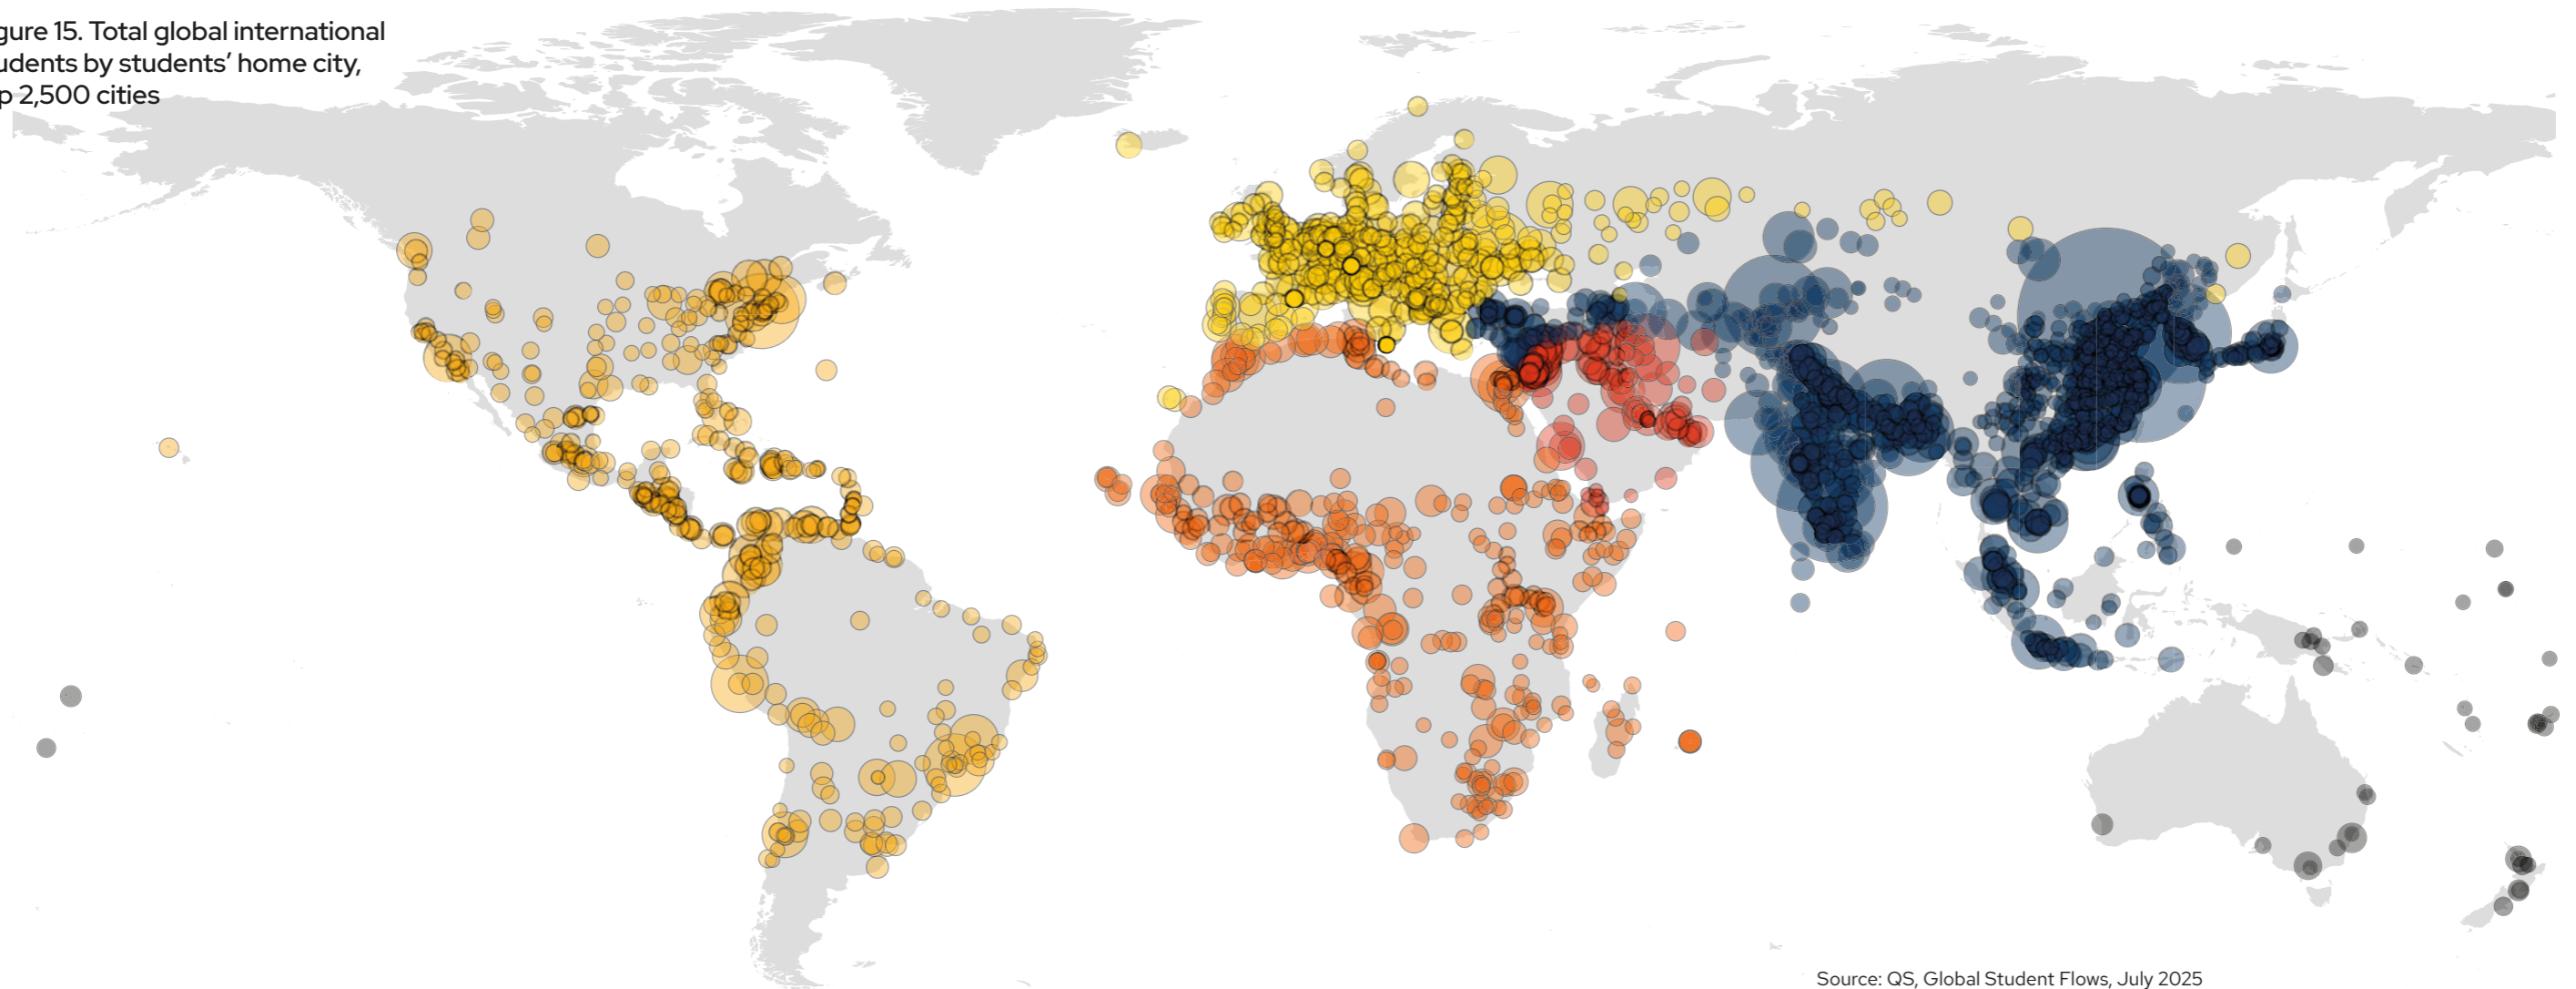 gure 15. Total global international
udents by students’ home city,
p 2,500 cities
Source: QS, Global Student Flows, July 2025